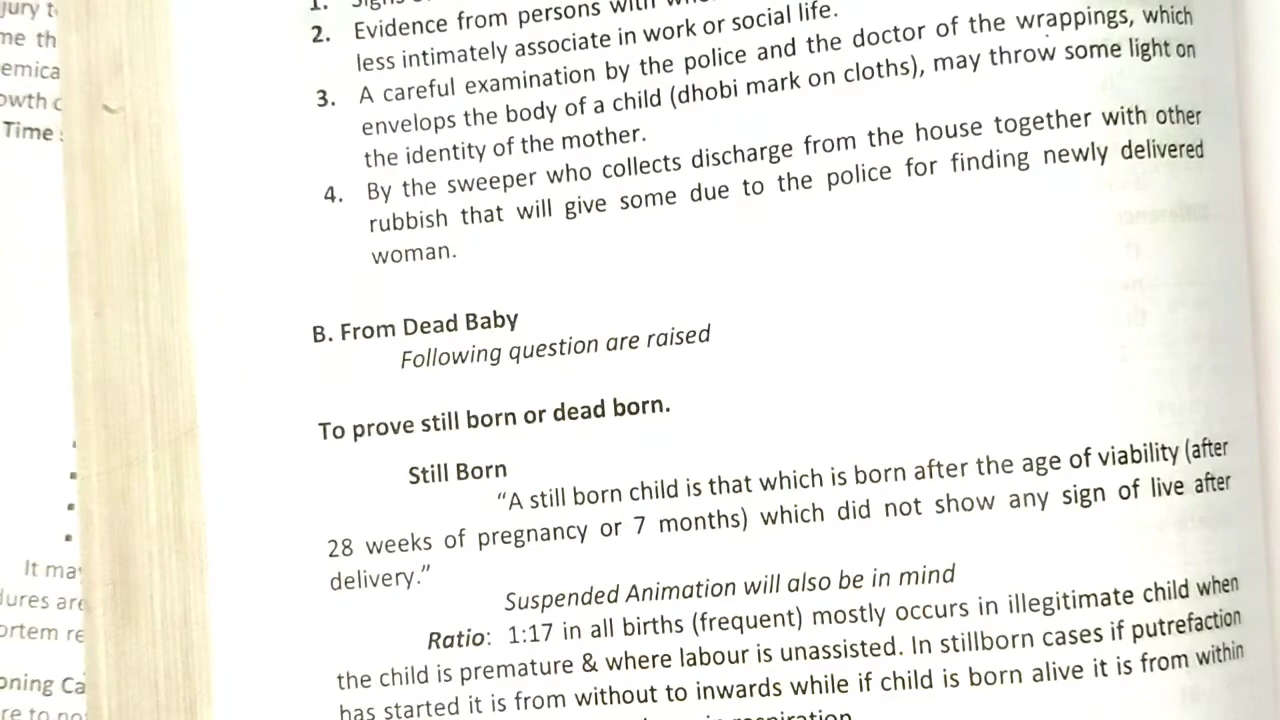 jury t
me th
emica
owth c
Time :
It ma
dures are
ortem re
oning Ca
re to no
1.
2. Evidence from persons with
less intimately associate in work or social life.
3. A careful examination by the police and the doctor of the wrappings, which
envelops the body of a child (dhobi mark on cloths), may throw some light on
the identity of the mother.
4. By the sweeper who collects discharge from the house together with other
rubbish that will give some due to the police for finding newly delivered
woman.
B. From Dead Baby
Following question are raised
To prove still born or dead born.
Still Born
“A still born child is that which is born after the age of viability (after
28 weeks of pregnancy or 7 months) which did not show any sign of live after
delivery.”
Suspended Animation will also be in mind
Ratio: 1:17 in all births (frequent) mostly occurs in illegitimate child when
the child is premature & where labour is unassisted. In stillborn cases if putrefaction
has started it is from without to inwards while if child is born alive it is from within
respiration